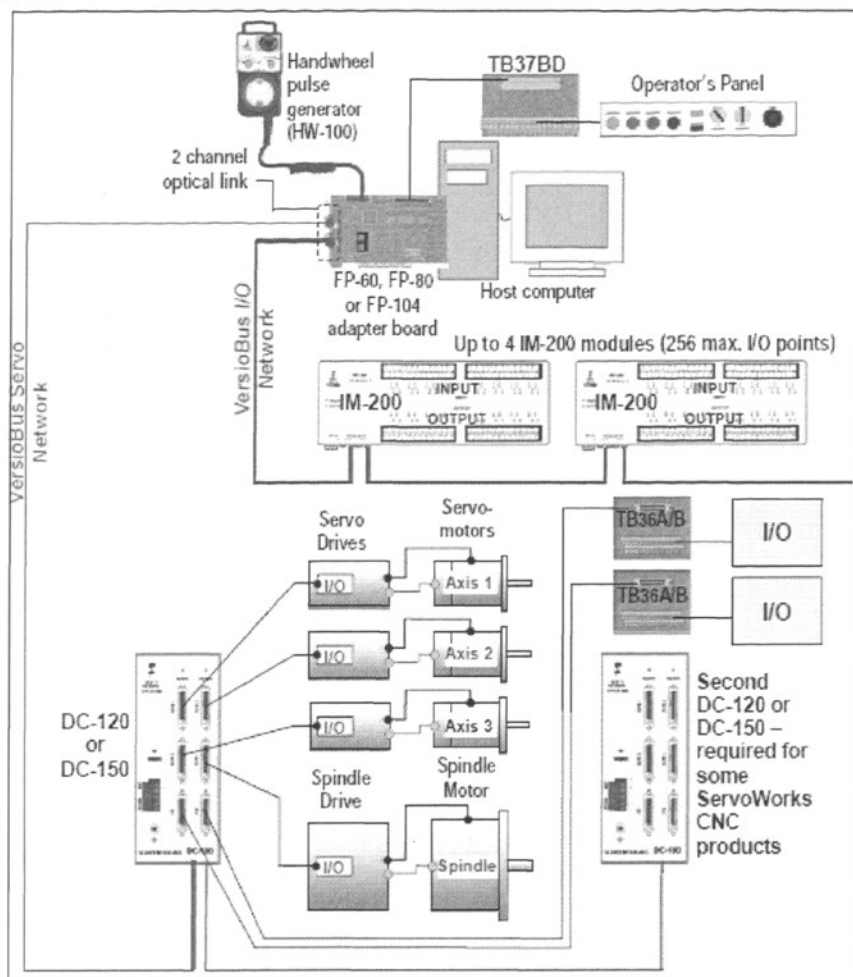 Handwheel
pulse
generator
(HW-100)
TB37BD
Operator's Panel
2 channel
optical link
FP-60, FP-80
or FP-104
adapter board
Host computer
VersioBus I/O
Network
VersioBus Servo
Network
Up to 4 IM-200 modules (256 max. I/O points)
INPUT
IM-200
OUTPUT
INPUT
IM-200
OUTPUT
Servo
Drives
Servo-
motors
TB36A/B
I/O
TB36A/B
I/O
I/O
Axis 1
I/O
Axis 2
I/O
Axis 3
DC-120
or
DC-150
Spindle
Drive
Spindle
Motor
I/O
Spindle
Second
DC-120 or
DC-150 –
required for
some
ServoWorks
CNC
products